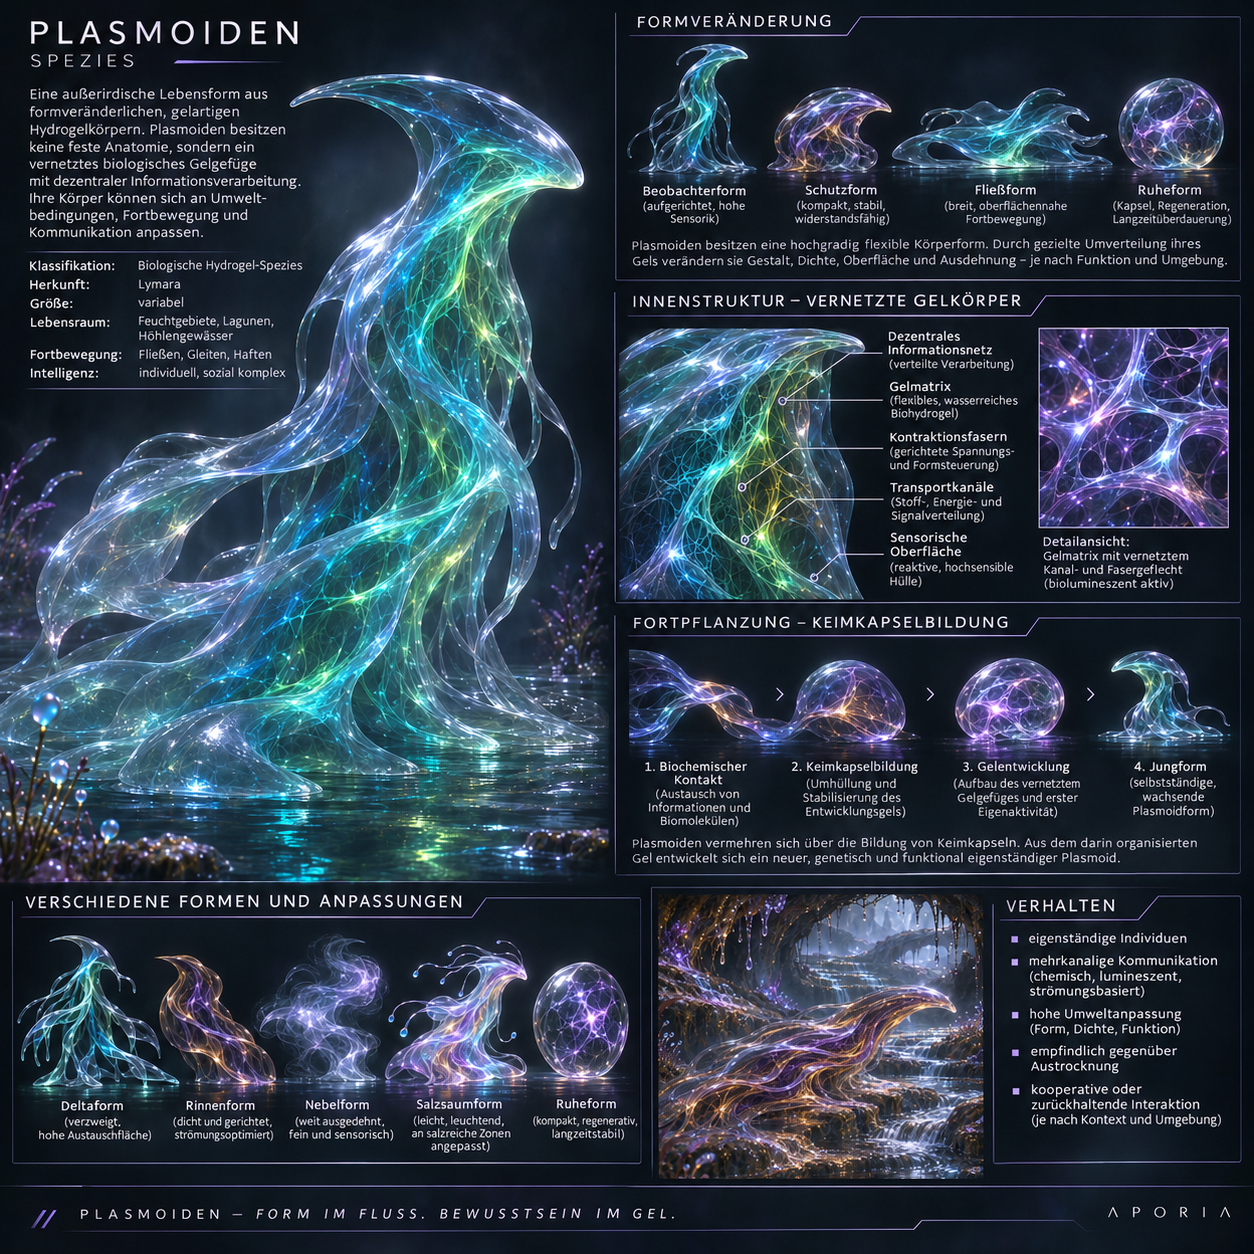 PLASMOIDEN
SPEZIES
Eine außerirdische Lebensform aus
formveränderlichen, gelartigen
Hydrogelkörpern. Plasmoiden besitzen
keine feste Anatomie, sondern ein
vernetztes biologisches Gelgefüge
mit dezentraler Informationsverarbeitung.
Ihre Körper können sich an Umwelt-
bedingungen, Fortbewegung und
Kommunikation anpassen.
Klassifikation: Biologische Hydrogel-Spezies
Herkunft: Lymara
Größe: variabel
Lebensraum: Feuchtgebiete, Lagunen,
Höhlengewässer
Fortbewegung: Fließen, Gleiten, Haften
Intelligenz: individuell, sozial komplex
FORMVERÄNDERUNG
Beobachterform
(aufgerichtet, hohe
Sensorik)
Schutzform
(kompakt, stabil,
widerstandsfähig)
Fließform
(breit, oberflächennahe
Fortbewegung)
Ruheform
(Kapsel, Regeneration,
Langzeitüberdauerung)
Plasmoiden besitzen eine hochgradig flexible Körperform. Durch gezielte Umverteilung ihres
Gels verändern sie Gestalt, Dichte, Oberfläche und Ausdehnung – je nach Funktion und Umgebung.
INNENSTRUKTUR – VERNETZTE GELKÖRPER
Dezentrales
Informationsnetz
(verteilte Verarbeitung)
Gelmatrix
(flexibles, wasserreiches
Biohydrogel)
Kontraktionsfasern
(gerichtete Spannungs-
und Formsteuerung)
Transportkanäle
(Stoff-, Energie- und
Signalverteilung)
Sensorische
Oberfläche
(reaktive, hochsensible
Hülle)
Detailansicht:
Gelmatrix mit vernetztem
Kanal- und Fasergeflecht
(biolumineszent aktiv)
FORTPFLANZUNG – KEIMKAPSELBILDUNG
1. Biochemischer
Kontakt
(Austausch von
Informationen und
Biomolekülen)
2. Keimkapselbildung
(Umhüllung und
Stabilisierung des
Entwicklungsgels)
3. Gelentwicklung
(Aufbau des vernetztem
Gelgefüges und erster
Eigenaktivität)
4. Jungform
(selbstständige,
wachsende
Plasmoidform)
Plasmoiden vermehren sich über die Bildung von Keimkapseln. Aus dem darin organisierten
Gel entwickelt sich ein neuer, genetisch und funktional eigenständiger Plasmoid.
VERSCHIEDENE FORMEN UND ANPASSUNGEN
Deltaform
(verzweigt,
hohe Austauschfläche)
Rinnenform
(dicht und gerichtet,
strömungsoptimiert)
Nebelform
(weit ausgedehnt,
fein und sensorisch)
Salzsaumform
(leicht, leuchtend,
an salzreiche Zonen
angepasst)
Ruheform
(kompakt, regenerativ,
langzeitstabil)
VERHALTEN
eigenständige Individuen
mehrkanalige Kommunikation
(chemisch, lumineszent,
strömungsbasiert)
hohe Umweltanpassung
(Form, Dichte, Funktion)
empfindlich gegenüber
Austrocknung
kooperative oder
zurückhaltende Interaktion
(je nach Kontext und Umgebung)
// PLASMOIDEN – FORM IM FLUSS. BEWUSSTSEIN IM GEL.
APORIA